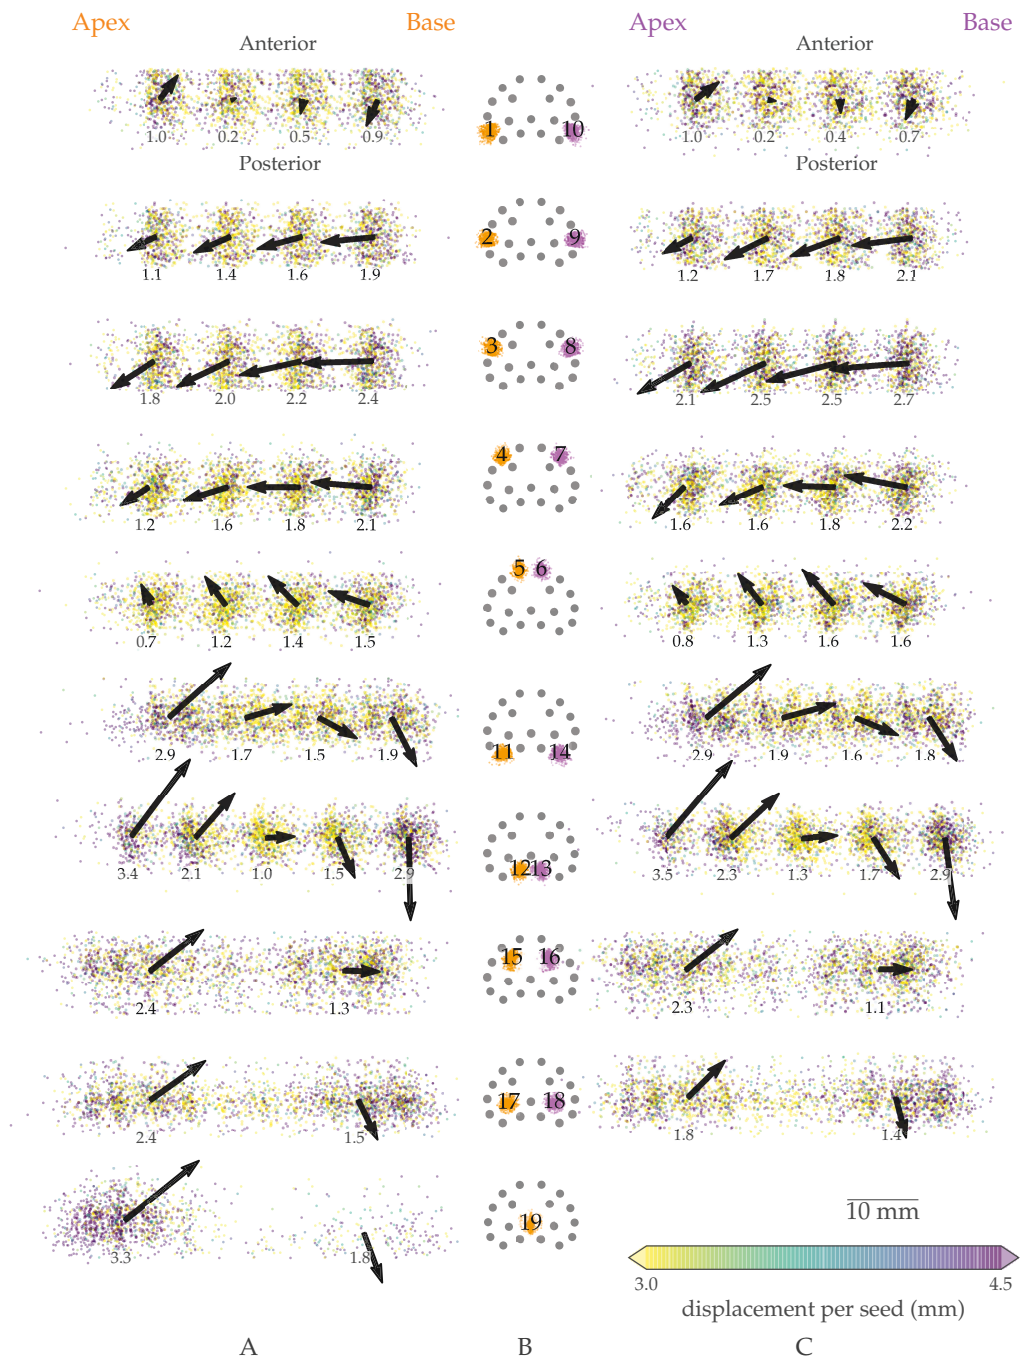 Apex Base Apex Base
Anterior Anterior
1 10
1.0 0.2 0.5 0.9 1.0 0.2 0.4 0.7
Posterior Posterior
2 9
1.1 1.4 1.6 1.9 1.2 1.7 1.8 2.1
3 8
1.8 2.0 2.2 2.4 2.1 2.5 2.5 2.7
4 7
1.2 1.6 1.8 2.1 1.6 1.6 1.8 2.2
5 6
0.7 1.2 1.4 1.5 0.8 1.3 1.6 1.6
11 14
2.9 1.7 1.5 1.9 2.9 1.9 1.6 1.8
12 13
3.4 2.1 1.0 1.5 2.9 3.5 2.3 1.3 1.7 2.9
15 16
2.4 1.3 2.3 1.1
17 18
2.4 1.5 1.8 1.4
19
3.3 1.8
10 mm
3.0 4.5
displacement per seed (mm)
A B C